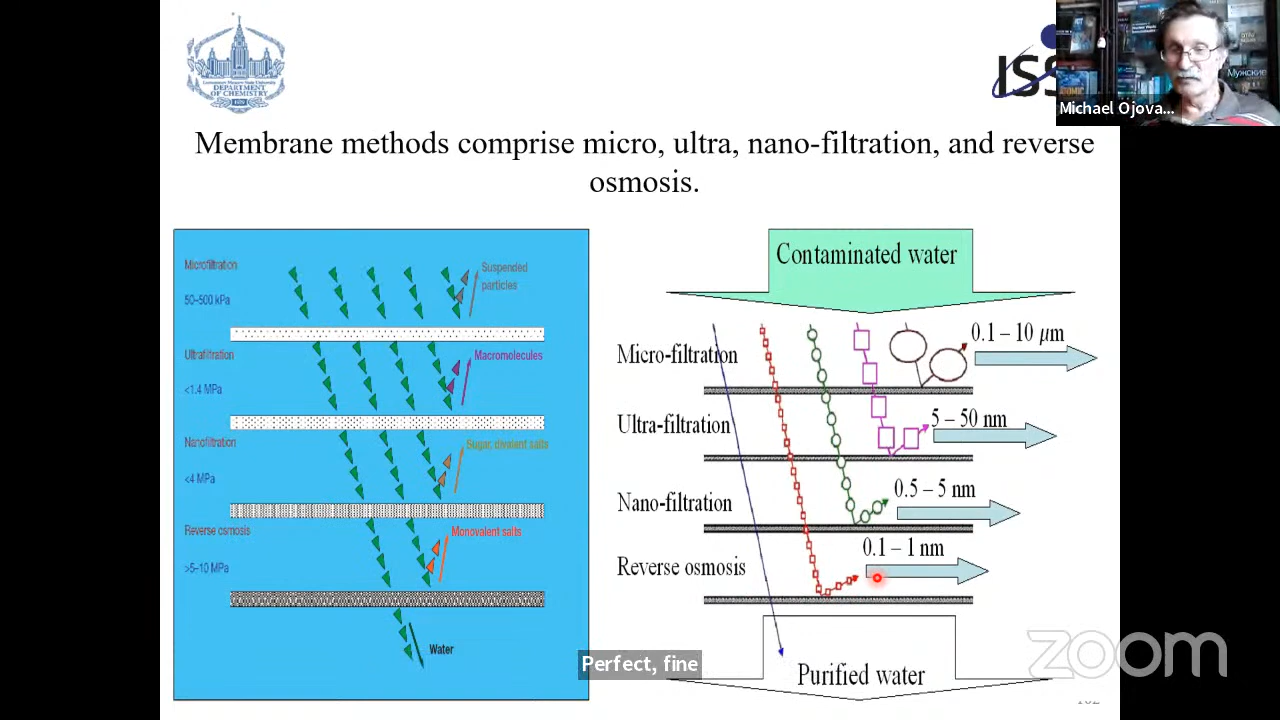 DEPARTMENT
OF CHEMISTRY
Michael Ojova...
Мужские
Membrane methods comprise micro, ultra, nano-filtration, and reverse
osmosis.
Microfiltration
50–500 kPa
Suspended
particles
Ultrafiltration
<1.4 MPa
Macromolecules
Nanofiltration
<4 MPa
Sugar, divalent salts
Reverse osmosis
>5–10 MPa
Monovalent salts
Water
Contaminated water
Micro-filtration
0.1 – 10 µm
Ultra-filtration
5 – 50 nm
Nano-filtration
0.5 – 5 nm
Reverse osmosis
0.1 – 1 nm
Purified water
Perfect, fine
zoom